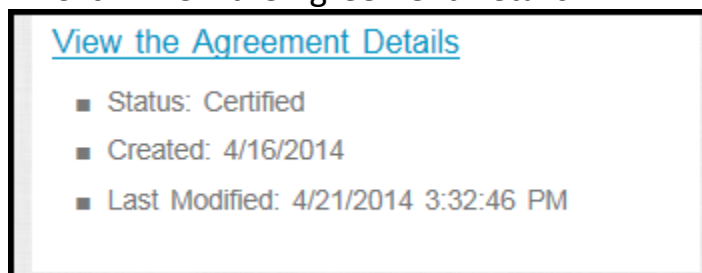 View the Agreement Details
Status: Certified
Created: 4/16/2014
Last Modified: 4/21/2014 3:32:46 PM